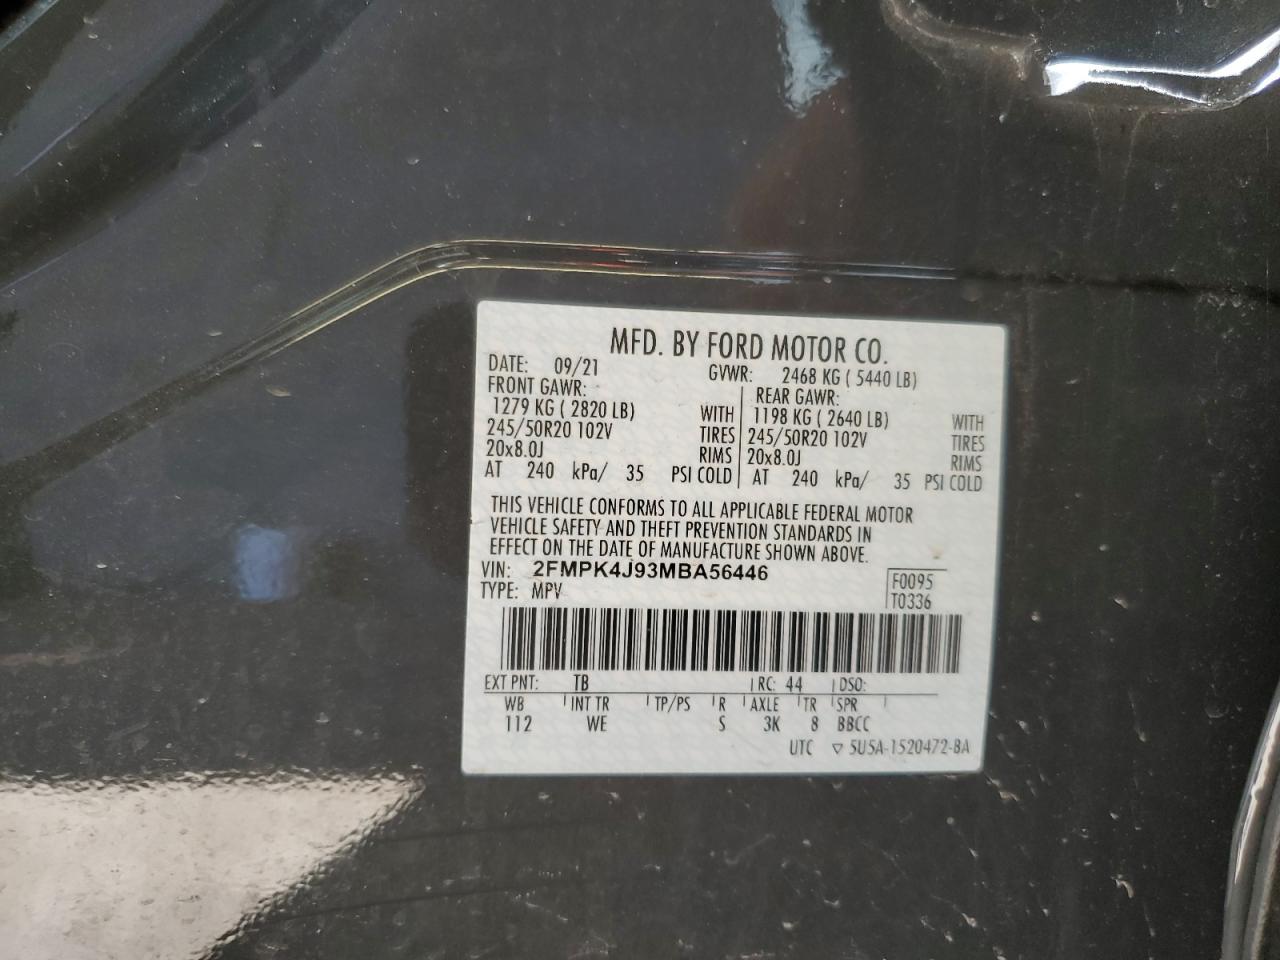 MFD. BY FORD MOTOR CO.
DATE: 09/21 GVWR: 2468 KG ( 5440 LB)
FRONT GAWR: REAR GAWR:
1279 KG ( 2820 LB) WITH 1198 KG ( 2640 LB) WITH
245/50R20 102V TIRES 245/50R20 102V TIRES
20x8.0J RIMS 20x8.0J RIMS
AT 240 kPa/ 35 PSI COLD AT 240 kPa/ 35 PSI COLD
THIS VEHICLE CONFORMS TO ALL APPLICABLE FEDERAL MOTOR
VEHICLE SAFETY AND THEFT PREVENTION STANDARDS IN
EFFECT ON THE DATE OF MANUFACTURE SHOWN ABOVE.
VIN: 2FMPK4J93MBA56446 F0095
TYPE: MPV T0336
EXT PNT: TB RC: 44 DSO:
WB INT TR TP/PS R AXLE TR SPR
112 WE S 3K 8 BBCC
UTC ▽ 5U5A-1520472-BA